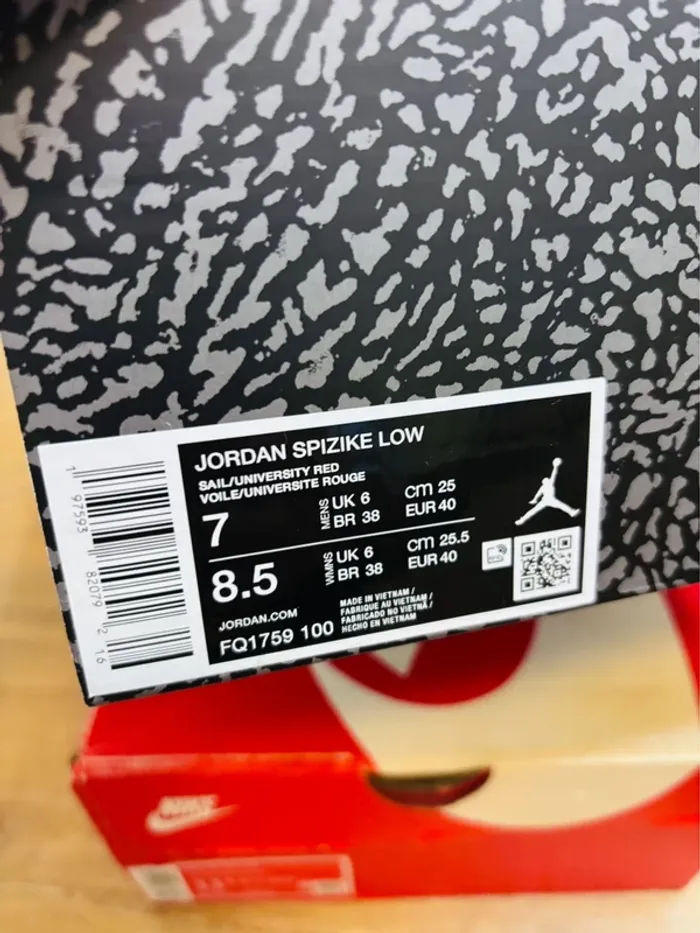 JORDAN SPIZIKE LOW
SAIL/UNIVERSITY RED
VOILE/UNIVERSITE ROUGE
7
MENS
UK 6
BR 38
cm 25
EUR 40
8.5
WMNS
UK 6
BR 38
cm 25.5
EUR 40
JORDAN.COM
FQ1759 100
MADE IN VIETNAM /
FABRIQUE AU VIETNAM /
FABRICADO NO VIETNÃ /
HECHO EN VIETNAM
1 97593 82079 2 16
NIKE